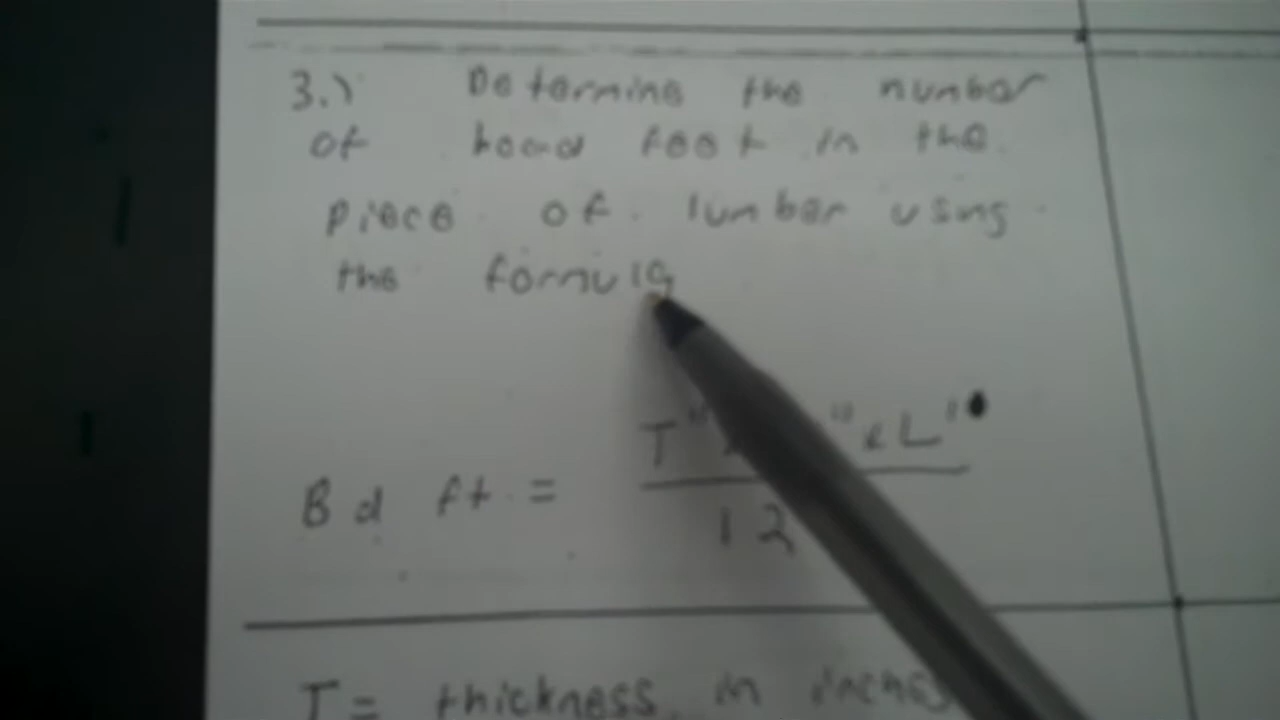 3.) Determine the number
of board feet in the
piece of lumber using
the formula
Bd ft. = T" x " x L'
12
T = thickness in inches